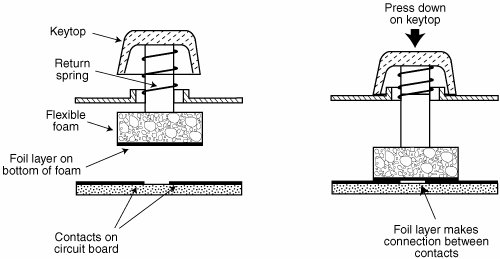 Keytop
Return
spring
Flexible
foam
Foil layer on
bottom of foam
Contacts on
circuit board
Press down
on keytop
Foil layer makes
connection between
contacts